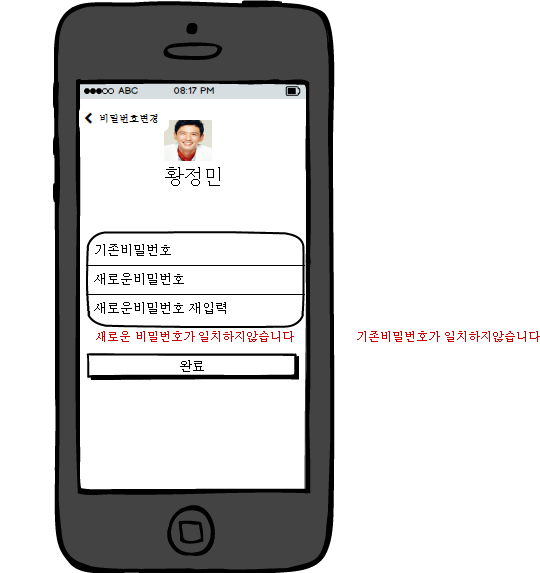 ABC 08:17 PM
비밀번호변경
황정민
기존비밀번호
새로운비밀번호
새로운비밀번호 재입력
새로운 비밀번호가 일치하지않습니다
기존비밀번호가 일치하지않습니다
완료